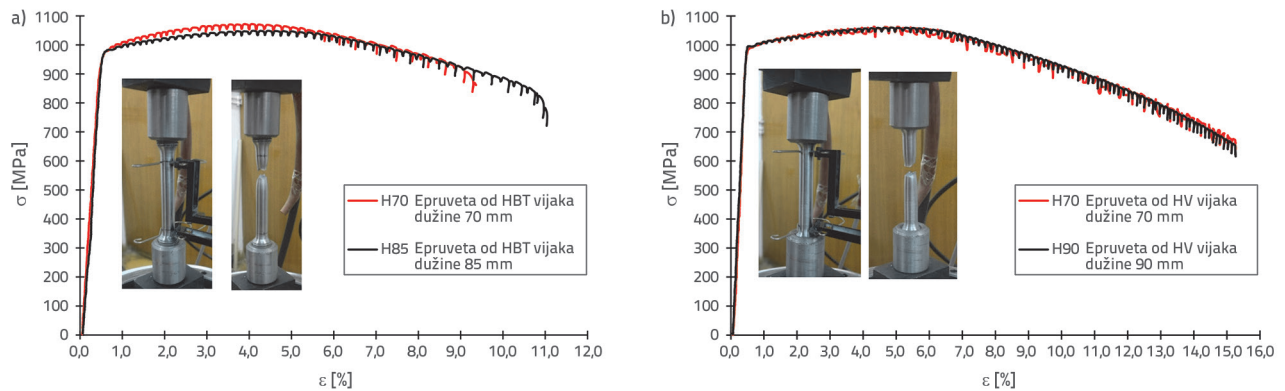 a)
1100
1000
900
800
700
600
500
400
300
200
100
0
σ [MPa]
0,0 1,0 2,0 3,0 4,0 5,0 6,0 7,0 8,0 9,0 10,0 11,0 12,0
ε [%]
H70 Epruveta od HBT vijaka
dužine 70 mm
H85 Epruveta od HBT vijaka
dužine 85 mm
b)
1100
1000
900
800
700
600
500
400
300
200
100
0
σ [MPa]
0,0 1,0 2,0 3,0 4,0 5,0 6,0 7,0 8,0 9,0 10,0 11,0 12,0 13,0 14,0 15,0 16,0
ε [%]
H70 Epruveta od HV vijaka
dužine 70 mm
H90 Epruveta od HV vijaka
dužine 90 mm